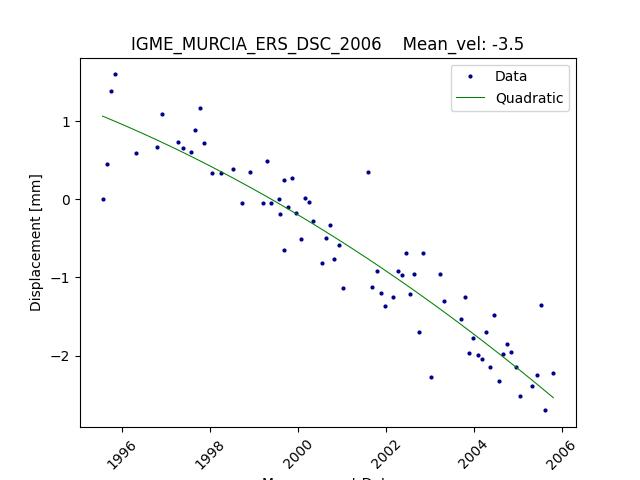 IGME_MURCIA_ERS_DSC_2006 Mean_vel: -3.5
Data
Quadratic
Displacement [mm]
1
0
−1
−2
1996
1998
2000
2002
2004
2006